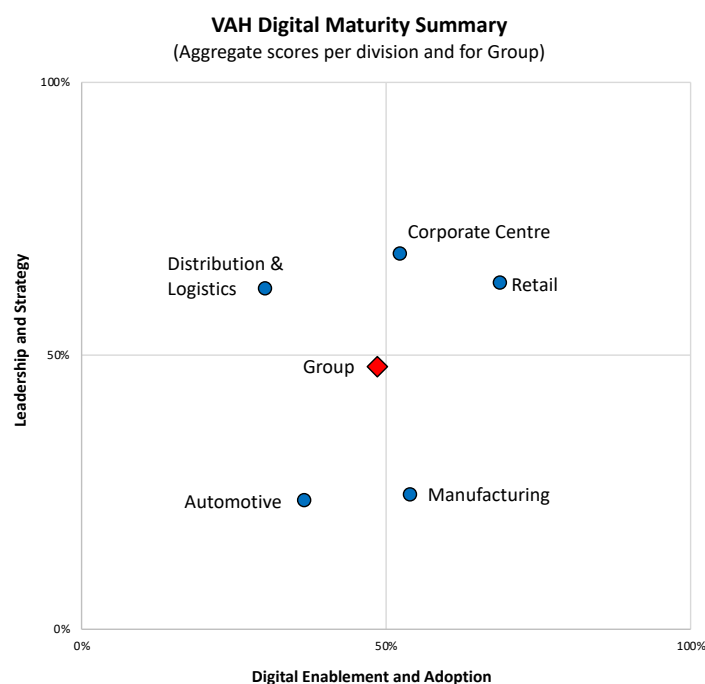 VAH Digital Maturity Summary
(Aggregate scores per division and for Group)
100%
Corporate Centre
Distribution &
Logistics
Retail
Leadership and Strategy
50%
Group
Automotive
Manufacturing
0%
0%
50%
100%
Digital Enablement and Adoption